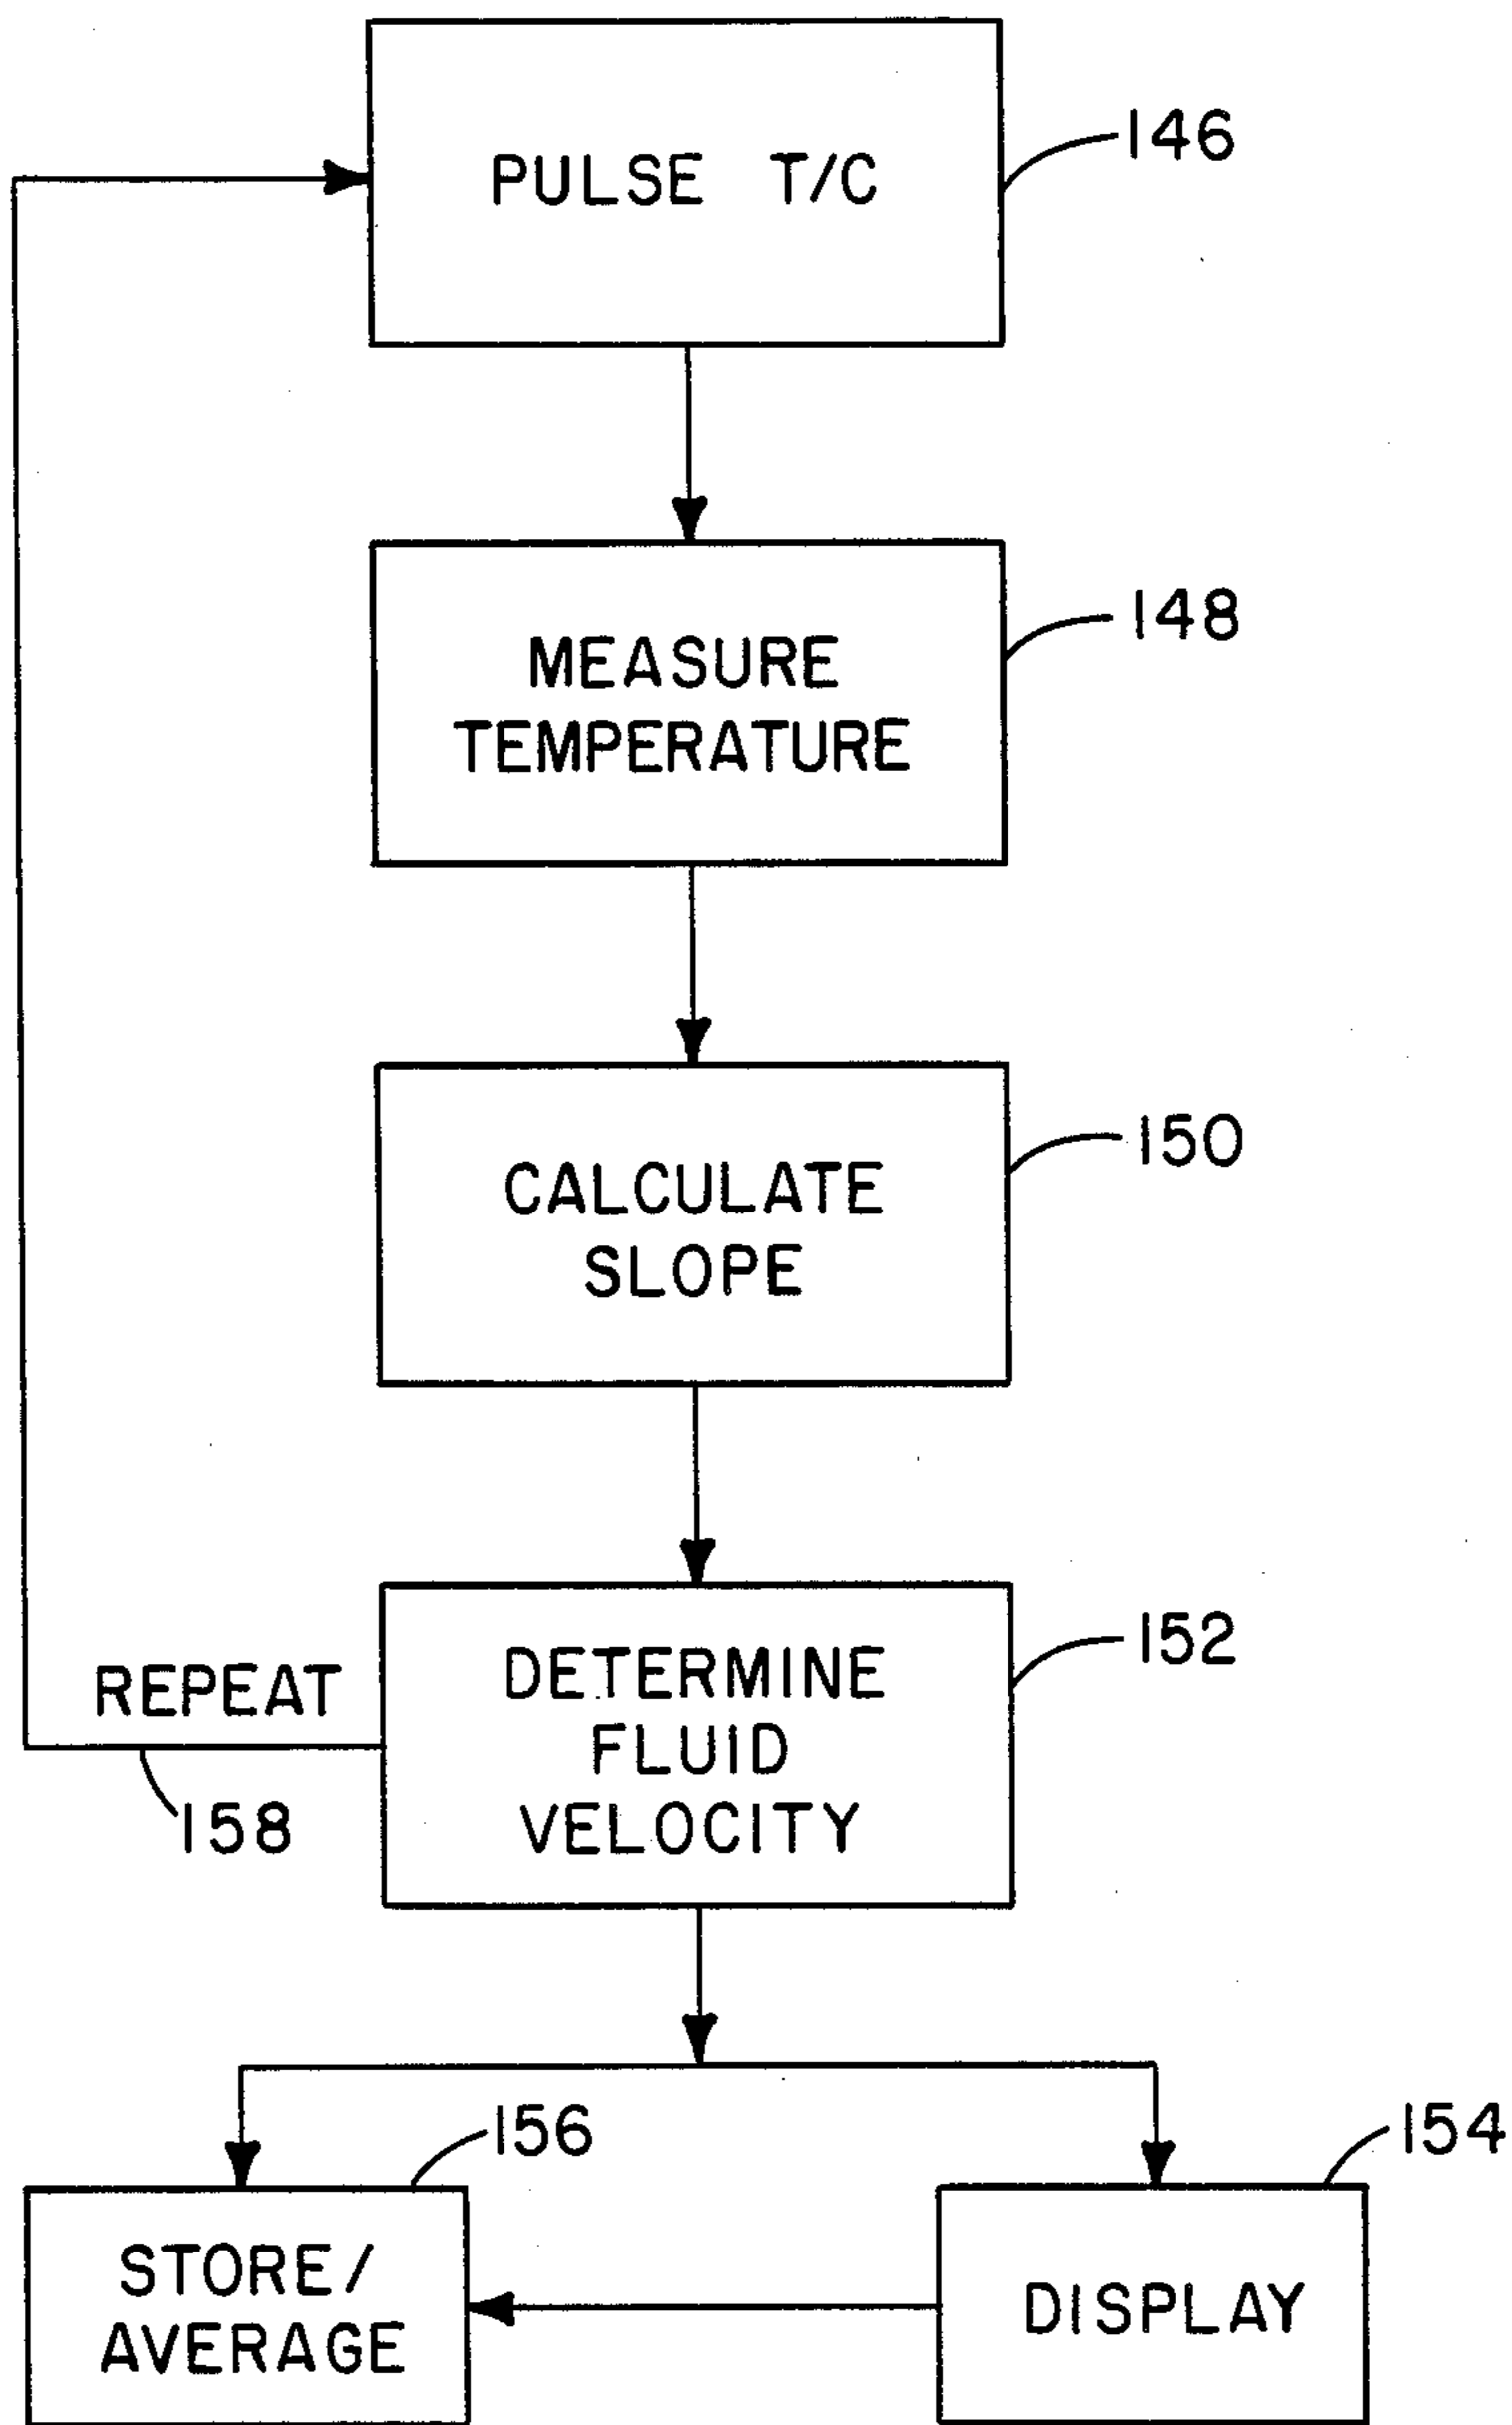 PULSE T/C
146
MEASURE
TEMPERATURE
148
CALCULATE
SLOPE
150
DETERMINE
FLUID
VELOCITY
152
REPEAT
158
STORE/
AVERAGE
156
DISPLAY
154